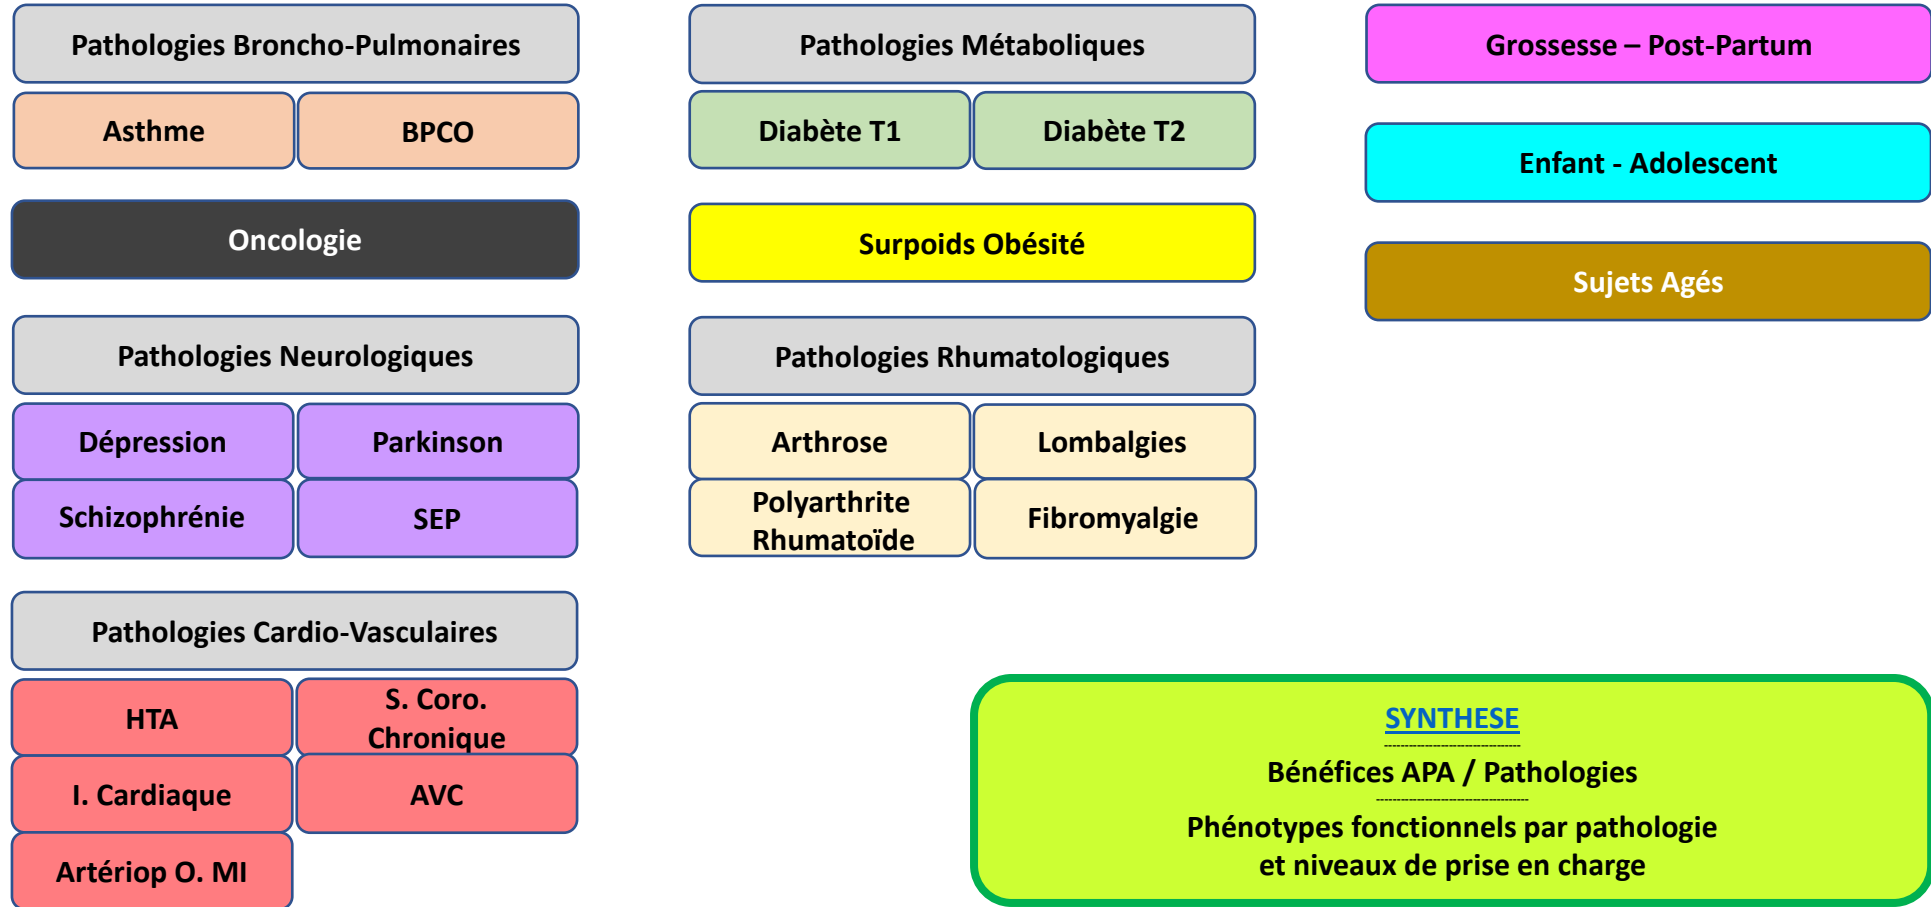 Pathologies Broncho-Pulmonaires
Asthme
BPCO
Oncologie
Pathologies Neurologiques
Dépression
Parkinson
Schizophrénie
SEP
Pathologies Cardio-Vasculaires
HTA
S. Coro.
Chronique
I. Cardiaque
AVC
Artériop O. MI
Pathologies Métaboliques
Diabète T1
Diabète T2
Surpoids Obésité
Pathologies Rhumatologiques
Arthrose
Lombalgies
Polyarthrite
Rhumatoïde
Fibromyalgie
Grossesse – Post-Partum
Enfant - Adolescent
Sujets Agés
SYNTHESE
Bénéfices APA / Pathologies
Phénotypes fonctionnels par pathologie
et niveaux de prise en charge